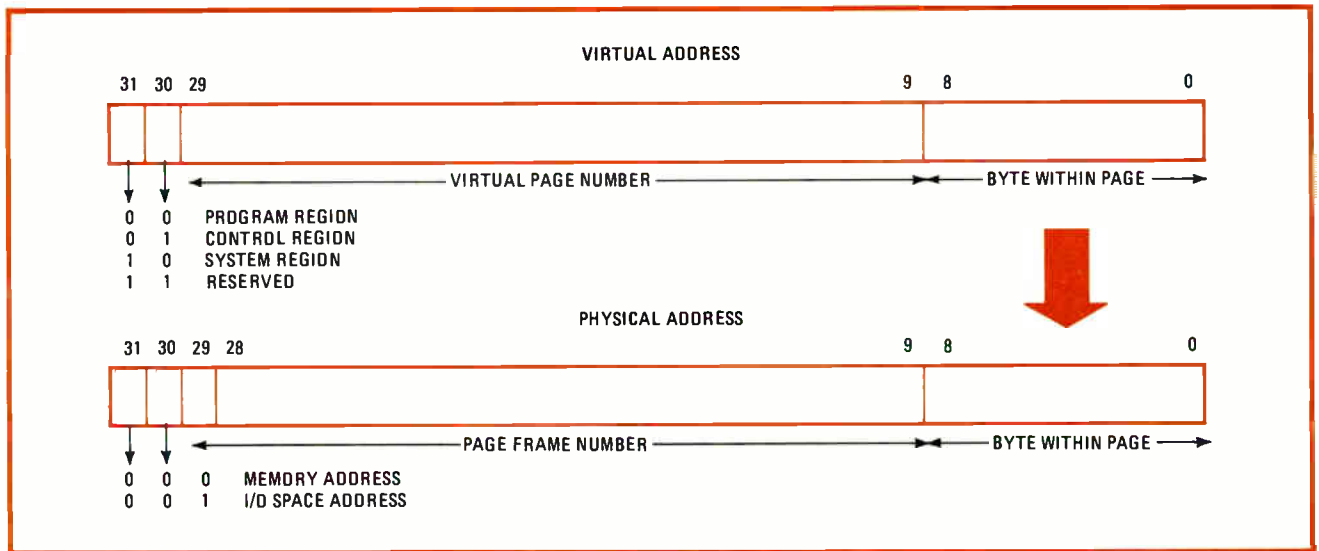 VIRTUAL ADDRESS
31 30 29 9 8 0
VIRTUAL PAGE NUMBER BYTE WITHIN PAGE
0 0 PROGRAM REGION
0 1 CONTROL REGION
1 0 SYSTEM REGION
1 1 RESERVED
PHYSICAL ADDRESS
31 30 29 28 9 8 0
PAGE FRAME NUMBER BYTE WITHIN PAGE
0 0 0 MEMORY ADDRESS
0 0 1 I/O SPACE ADDRESS